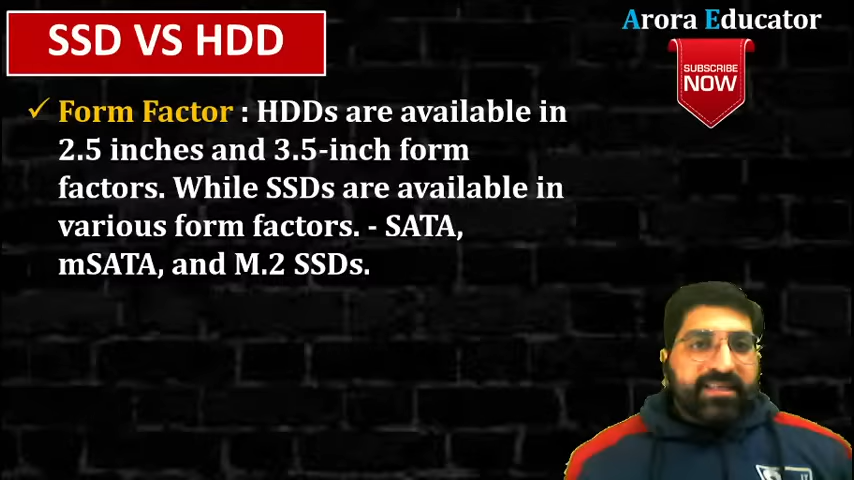 SSD VS HDD
Arora Educator
SUBSCRIBE
NOW
✓ Form Factor : HDDs are available in
2.5 inches and 3.5-inch form
factors. While SSDs are available in
various form factors. - SATA,
mSATA, and M.2 SSDs.